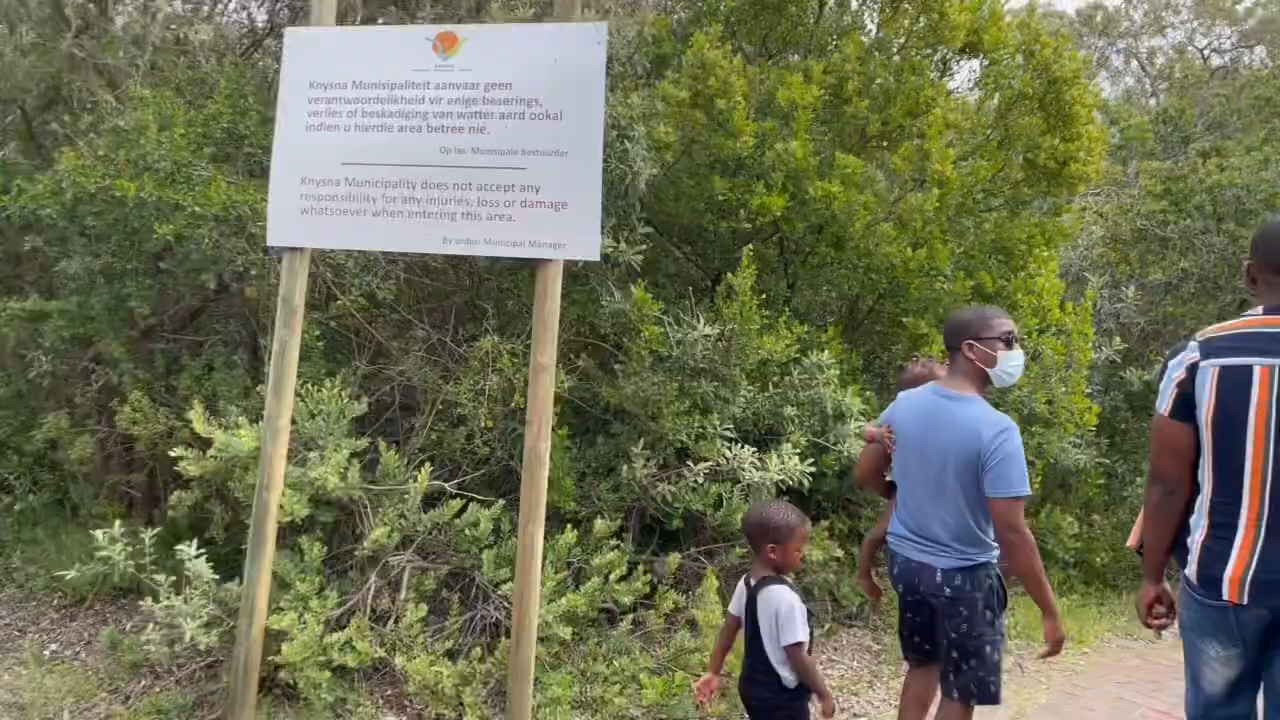 Knysna Munisipaliteit aanvaar geen
verantwoordelikheid vir enige beserings,
verlies of beskadiging van watter aard ookal
indien u hierdie area betree nie.
Op las: Munisipale Bestuurder
Knysna Municipality does not accept any
responsibility for any injuries, loss or damage
whatsoever when entering this area.
By order: Municipal Manager